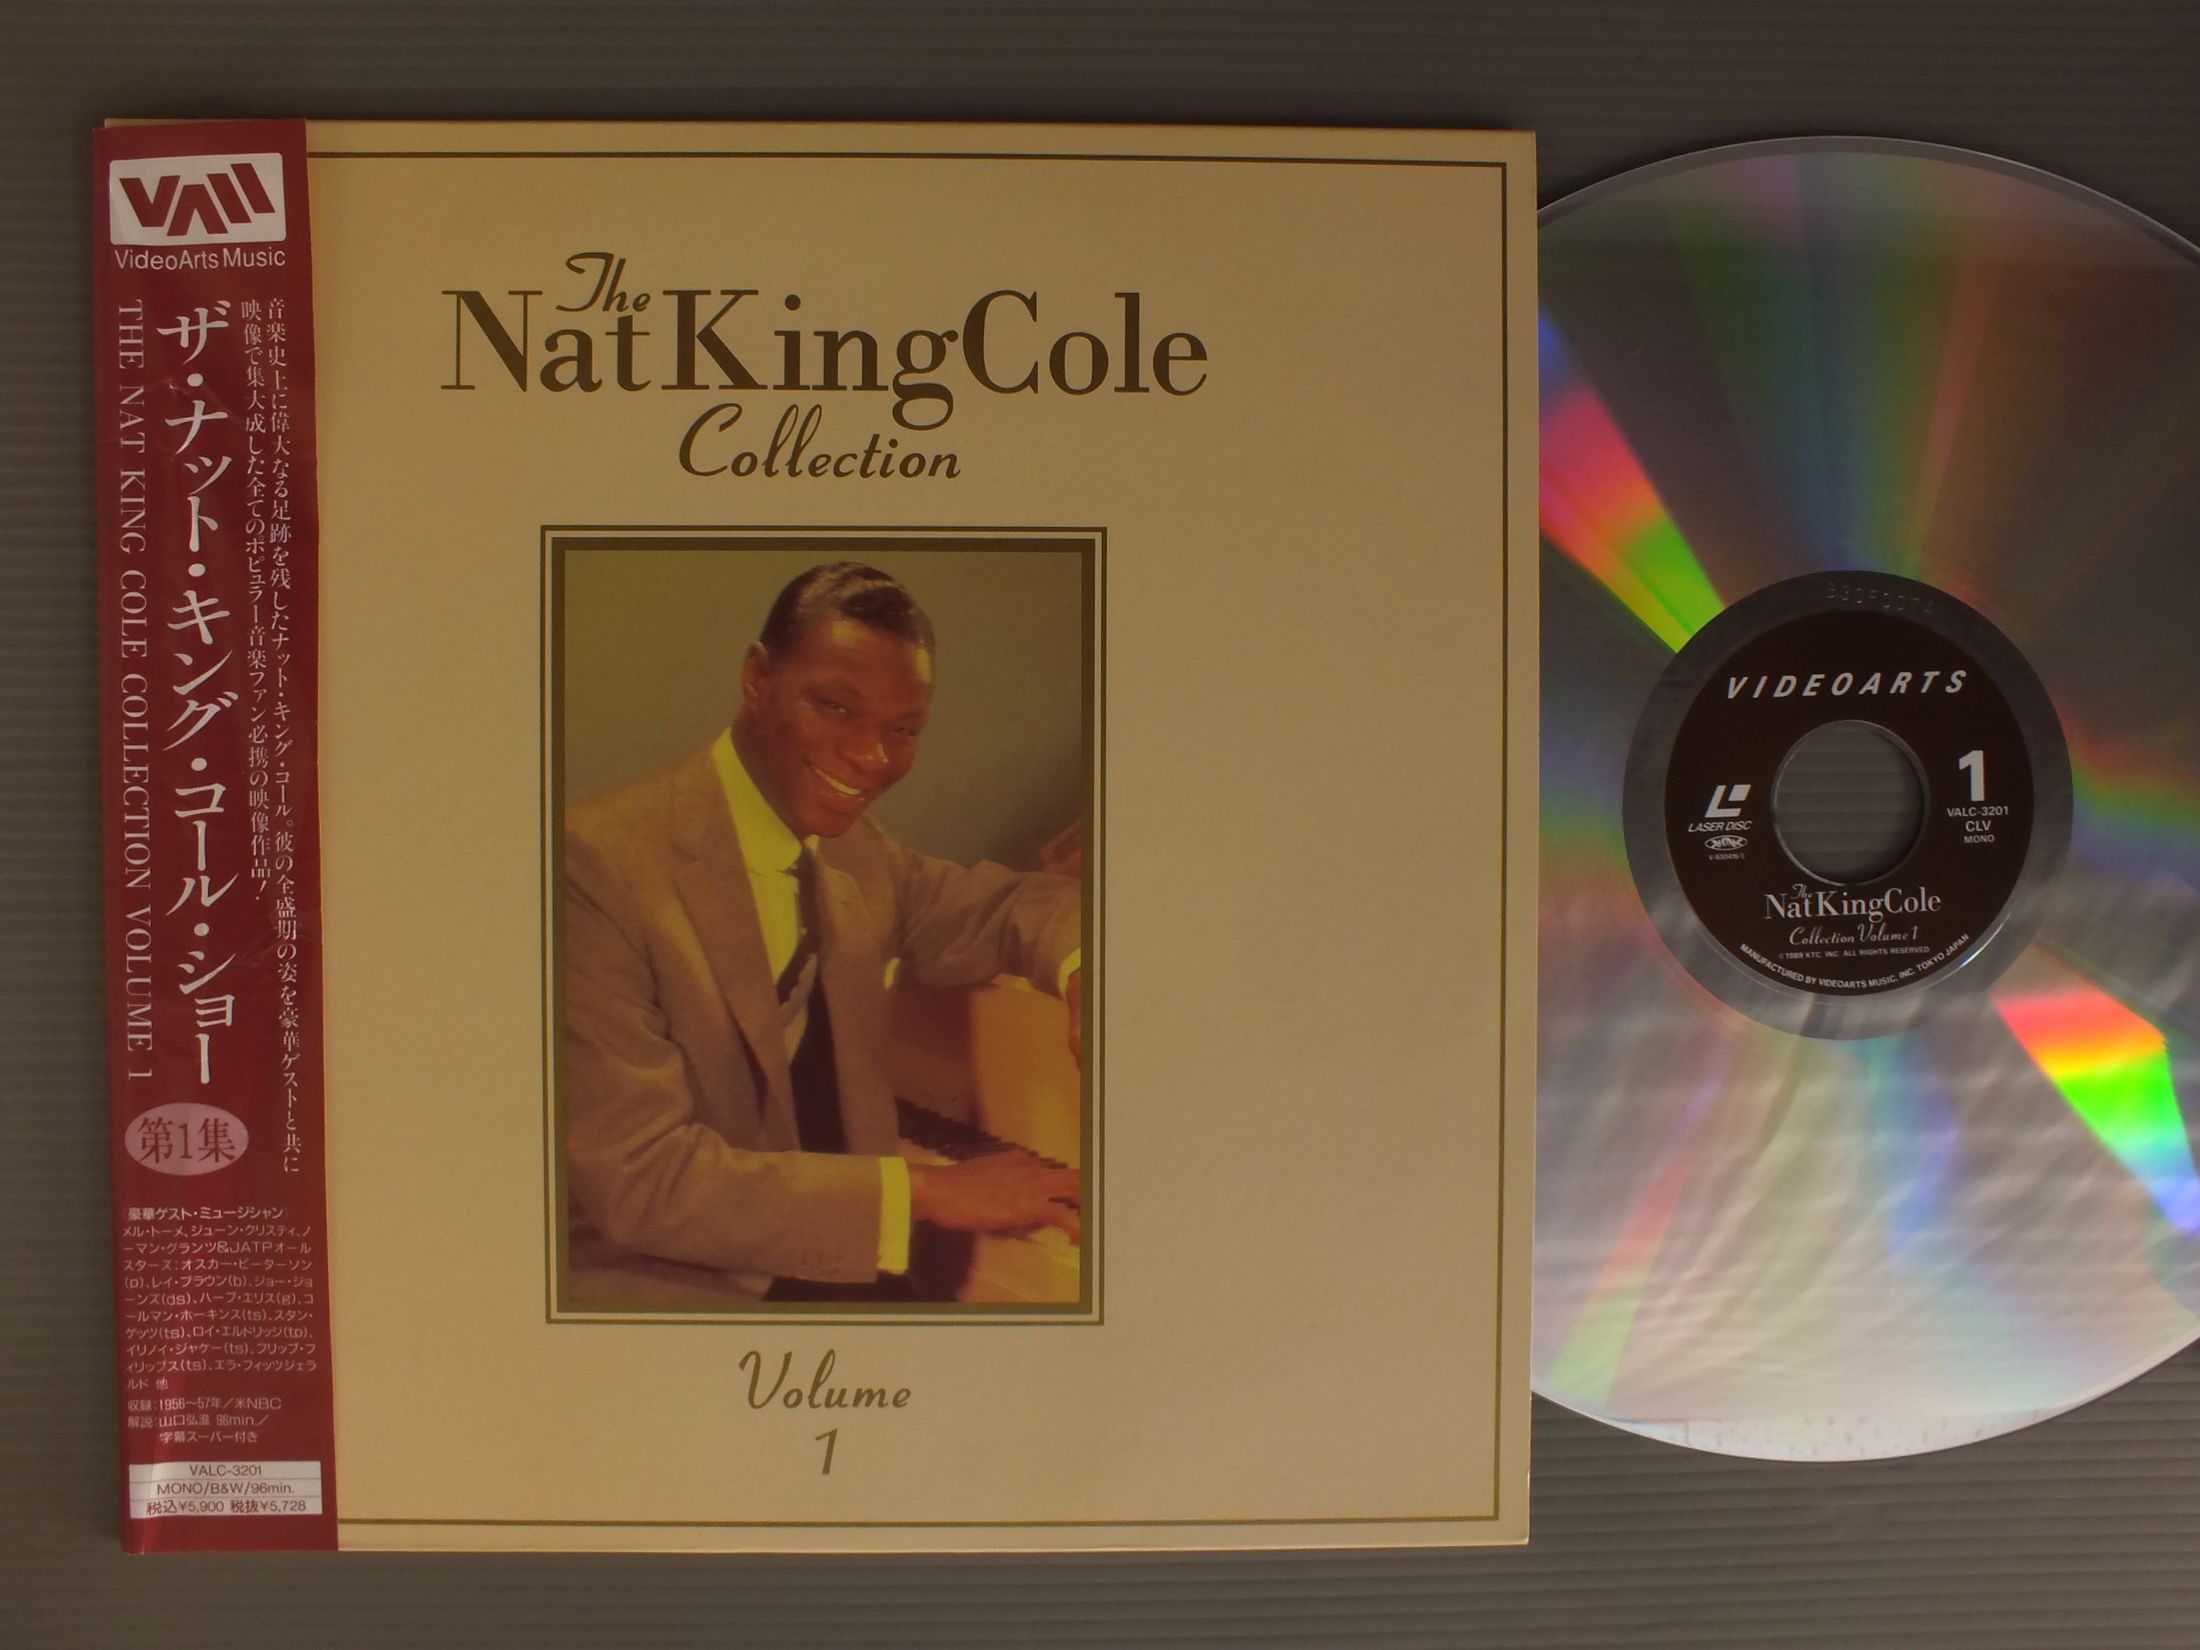 VAM
VideoArts Music
音楽史上に偉大なる足跡を残したナット・キング・コール。彼の全盛期の姿を豪華ゲストと共に
映像で集大成した全てのポピュラー音楽ファン必携の映像作品!
ザ・ナット・キング・コール・ショー
THE NAT KING COLE COLLECTION VOLUME 1
第1集
《豪華ゲスト・ミュージシャン》
メル・トーメ、ジューン・クリスティ、ノ
ーマン・グランツ&JATPオール
スターズ:オスカー・ピーターソン
(p)、レイ・ブラウン(b)、ジョー・ジョ
ーンズ(ds)、ハーブ・エリス(g)、コ
ールマン・ホーキンス(ts)、スタン・
ゲッツ(ts)、ロイ・エルドリッジ(tp)、
イリノイ・ジャケー(ts)、フリップ・フ
ィリップス(ts)、エラ・フィッツジェラ
ルド 他
収録:1956〜57年/米NBC
解説:山口弘滋 96min./
字幕スーパー付き
VALC-3201
MONO/B&W/96min.
税込¥5,900 税抜¥5,728
The
Nat King Cole
Collection
Volume
1
VIDEOARTS
1
VALC-3201
CLV
MONO
LASER DISC
The
Nat King Cole
Collection Volume 1
©1989 KTC, INC. ALL RIGHTS RESERVED
MANUFACTURED BY VIDEOARTS MUSIC, INC. TOKYO JAPAN